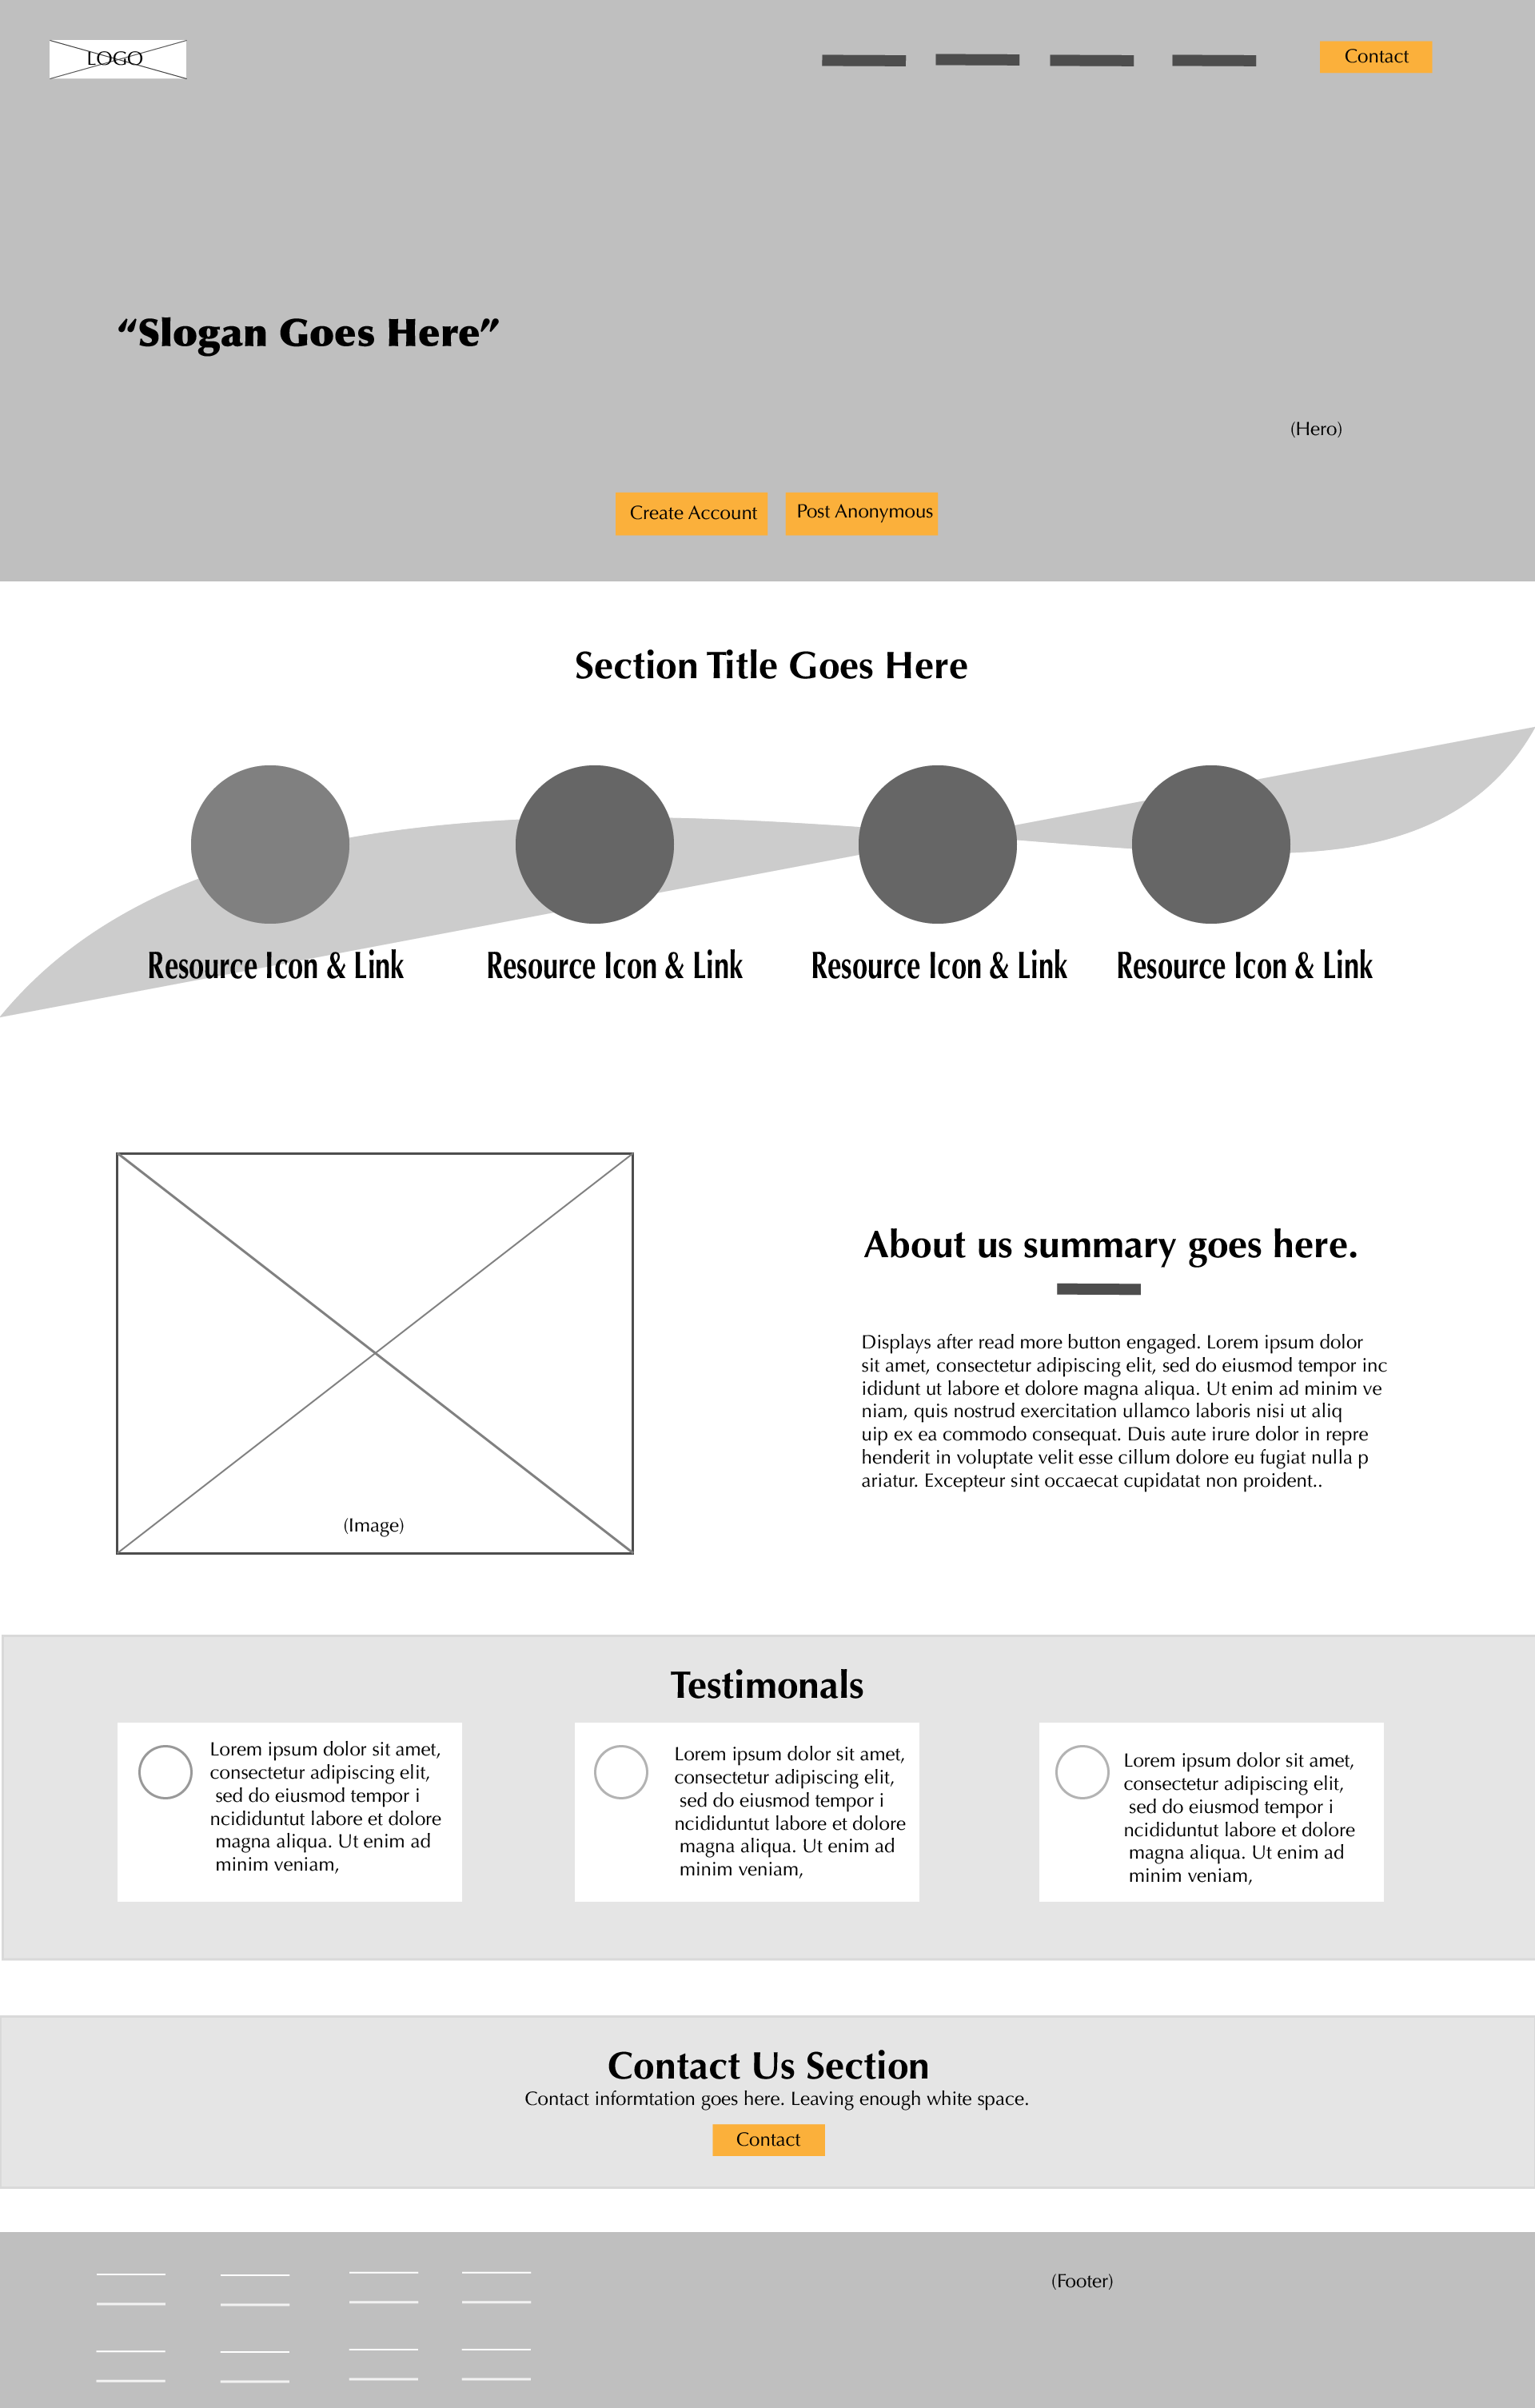 LOGO
Contact
“Slogan Goes Here”
(Hero)
Create Account
Post Anonymous
Section Title Goes Here
Resource Icon & Link
Resource Icon & Link
Resource Icon & Link
Resource Icon & Link
(Image)
About us summary goes here.
Displays after read more button engaged. Lorem ipsum dolor
sit amet, consectetur adipiscing elit, sed do eiusmod tempor inc
ididunt ut labore et dolore magna aliqua. Ut enim ad minim ve
niam, quis nostrud exercitation ullamco laboris nisi ut aliq
uip ex ea commodo consequat. Duis aute irure dolor in repre
henderit in voluptate velit esse cillum dolore eu fugiat nulla p
ariatur. Excepteur sint occaecat cupidatat non proident..
Testimonals
Lorem ipsum dolor sit amet,
consectetur adipiscing elit,
sed do eiusmod tempor i
ncididuntut labore et dolore
magna aliqua. Ut enim ad
minim veniam,
Lorem ipsum dolor sit amet,
consectetur adipiscing elit,
sed do eiusmod tempor i
ncididuntut labore et dolore
magna aliqua. Ut enim ad
minim veniam,
Lorem ipsum dolor sit amet,
consectetur adipiscing elit,
sed do eiusmod tempor i
ncididuntut labore et dolore
magna aliqua. Ut enim ad
minim veniam,
Contact Us Section
Contact informtation goes here. Leaving enough white space.
Contact
(Footer)